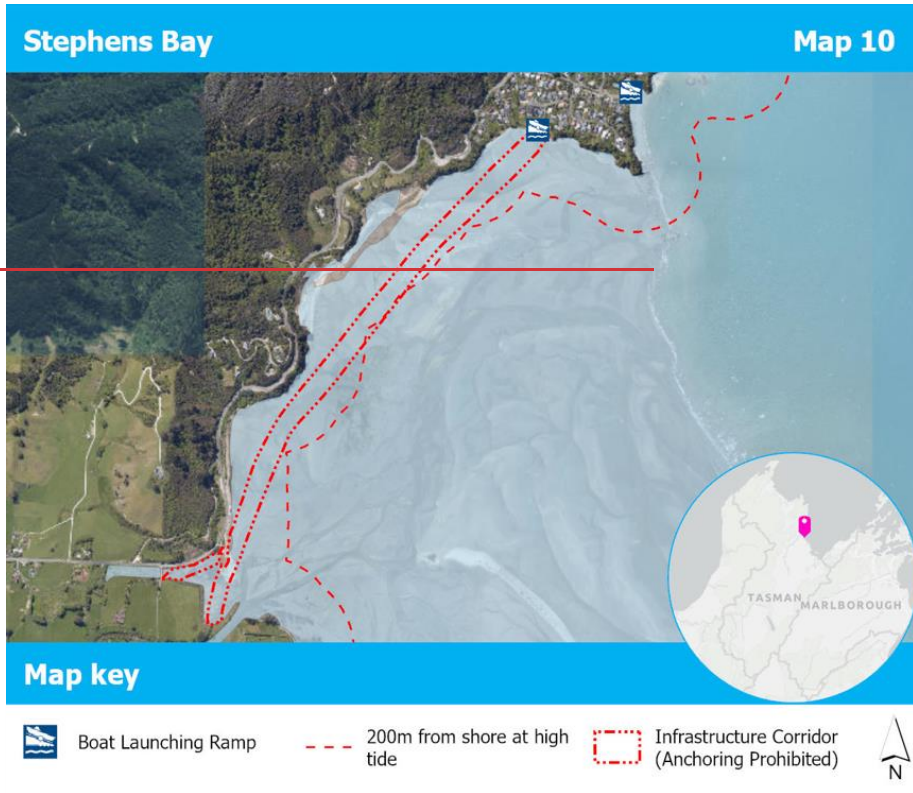 Stephens Bay
Map 10
TASMAN
MARLBOROUGH
Map key
Boat Launching Ramp
200m from shore at high
tide
Infrastructure Corridor
(Anchoring Prohibited)
N